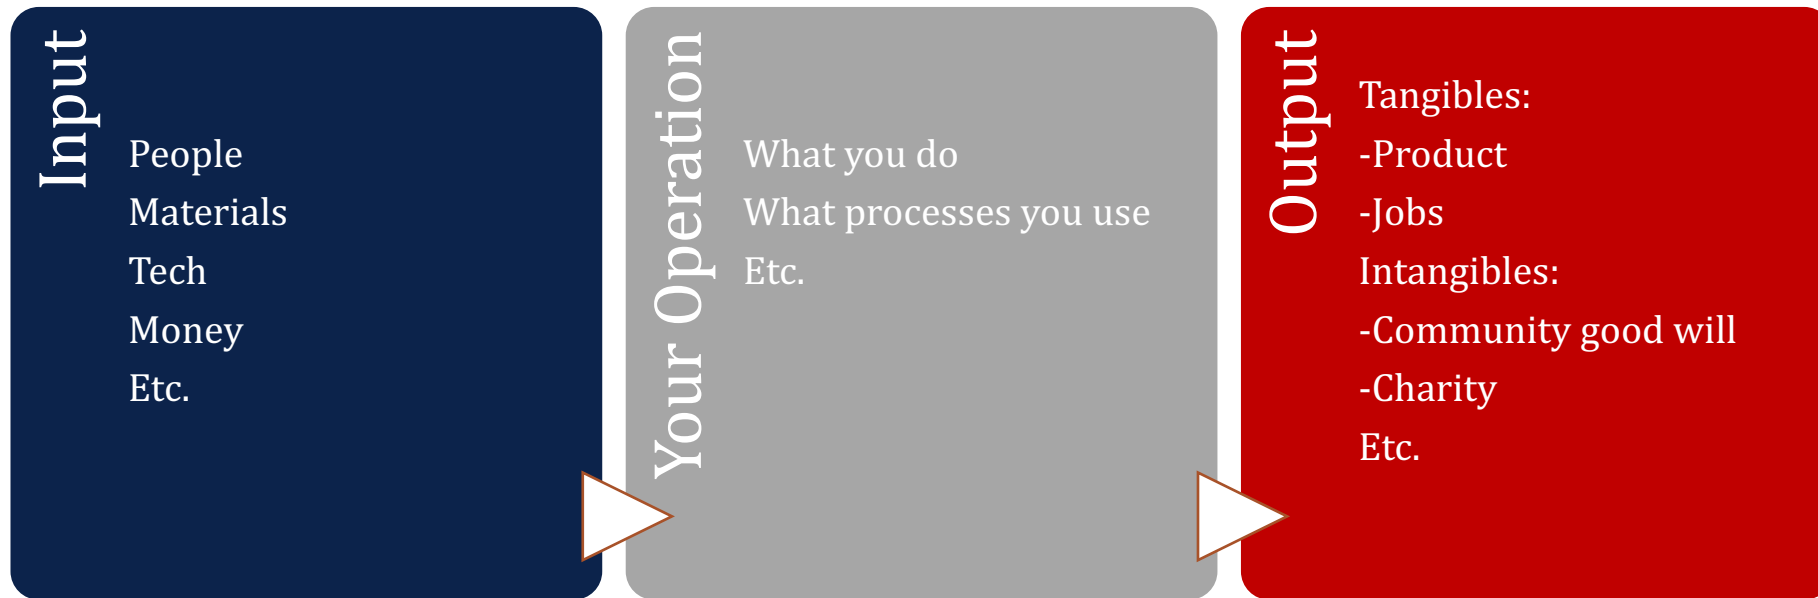 Input
People
Materials
Tech
Money
Etc.
Your Operation
What you do
What processes you use
Etc.
Output
Tangibles:
-Product
-Jobs
Intangibles:
-Community good will
-Charity
Etc.